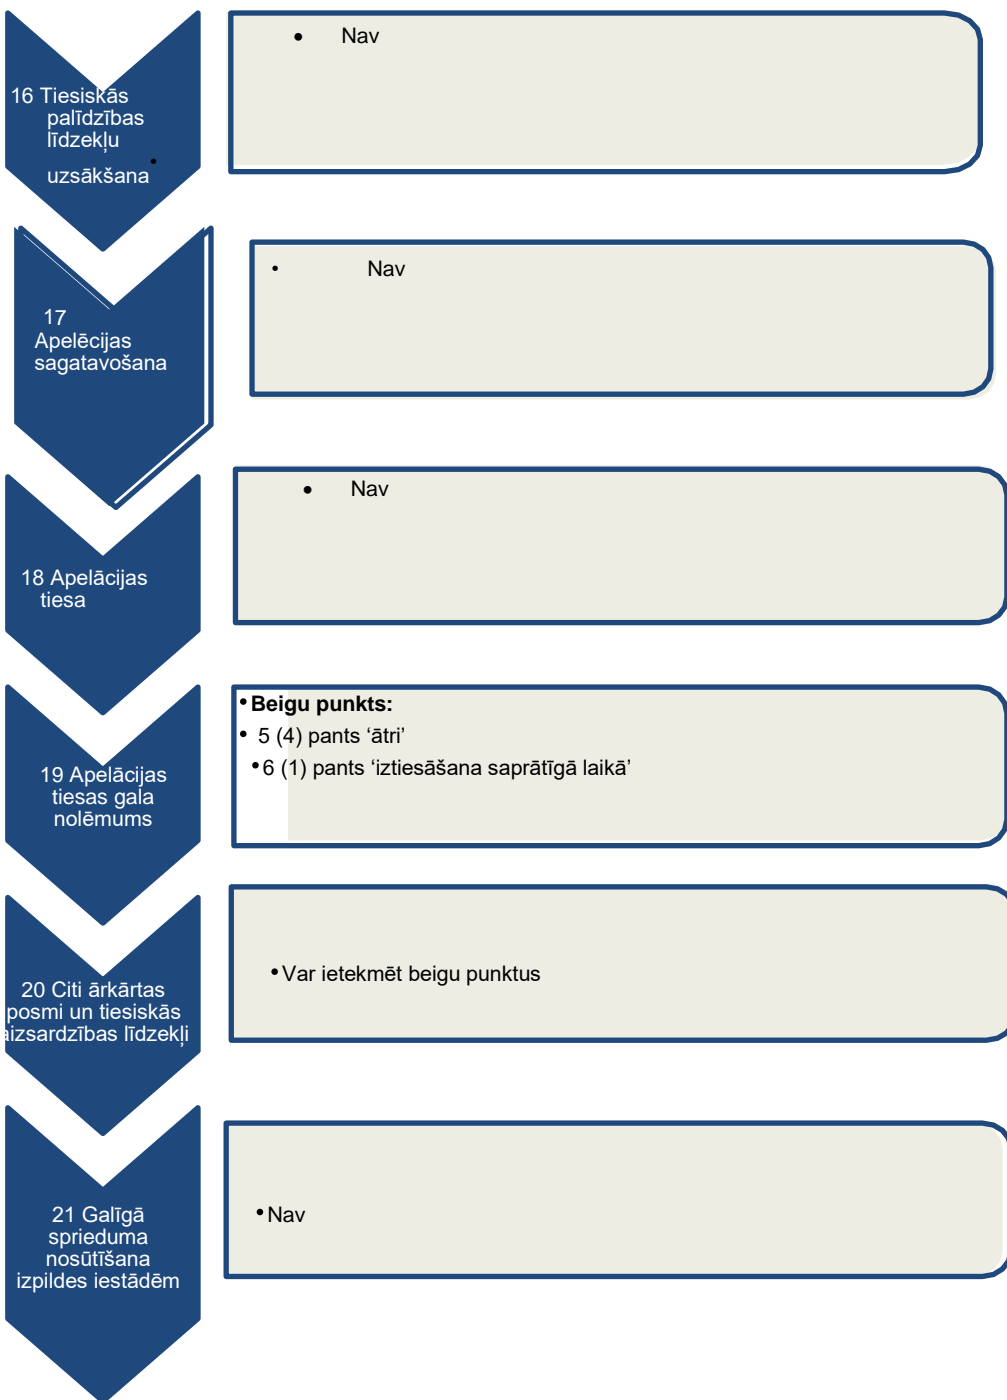 16 Tiesiskās
palīdzības
līdzekļu
uzsākšana
• Nav
17
Apelēcijas
sagatavošana
• Nav
18 Apelācijas
tiesa
• Nav
19 Apelācijas
tiesas gala
nolēmums
• Beigu punkts:
• 5 (4) pants ‘ātri’
• 6 (1) pants ‘iztiesāšana saprātīgā laikā’
20 Citi ārkārtas
posmi un tiesiskās
aizsardzības līdzekļi
• Var ietekmēt beigu punktus
21 Galīgā
sprieduma
nosūtīšana
izpildes iestādēm
• Nav